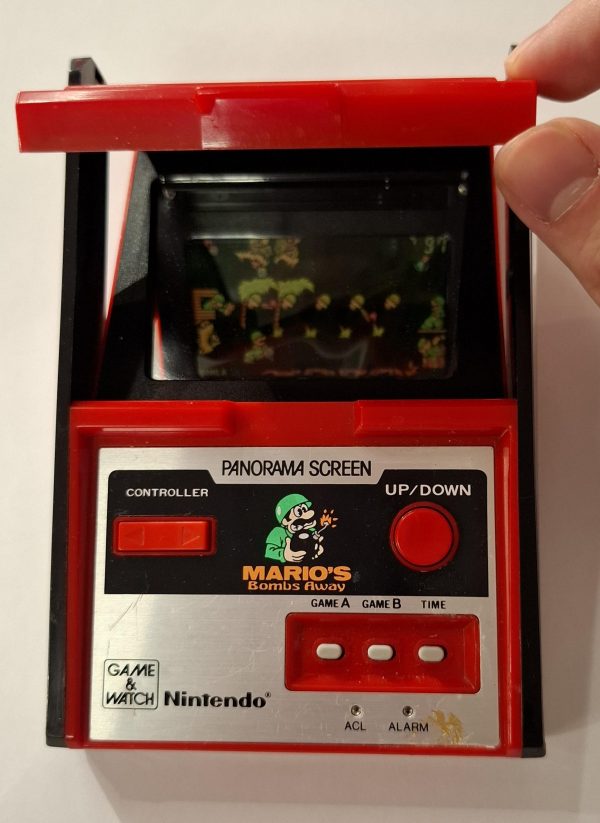 PANORAMA SCREEN
CONTROLLER
UP/DOWN
MARIO'S
Bombs Away
GAME A GAME B TIME
GAME
&
WATCH Nintendo®
ACL ALARM